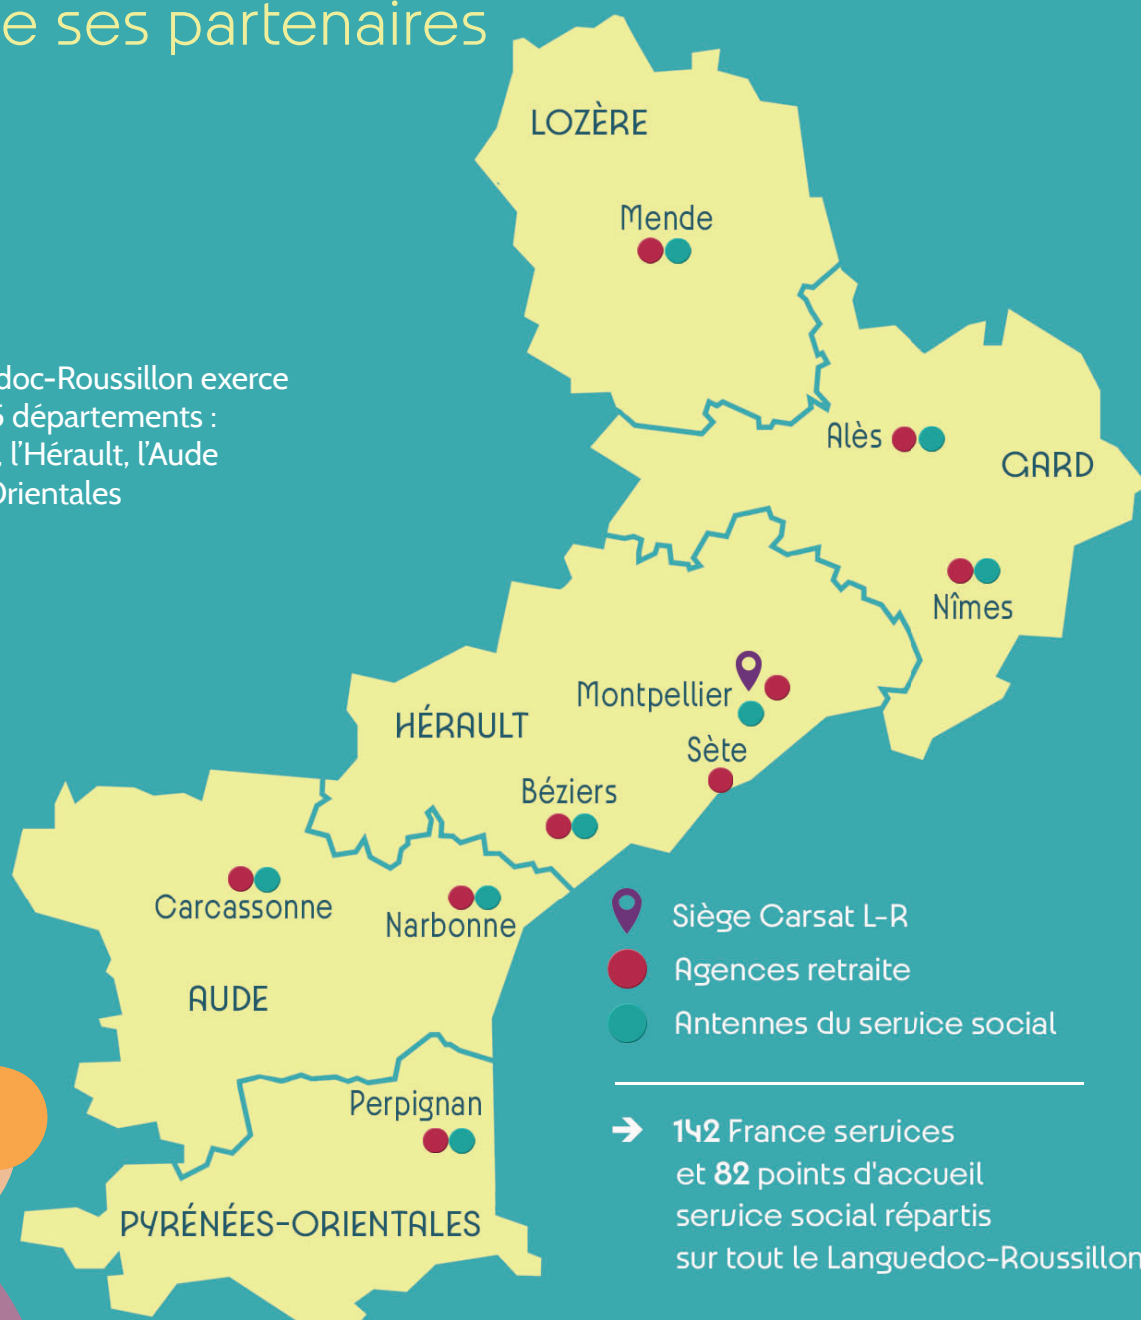 e ses partenaires
LOZÈRE
Mende
doc-Roussillon exerce
5 départements :
, l'Hérault, l'Aude
Orientales
Alès
GARD
Nîmes
Montpellier
HÉRAULT
Sète
Béziers
Carcassonne
Narbonne
AUDE
Perpignan
PYRÉNÉES-ORIENTALES
Siège Carsat L-R
Agences retraite
Antennes du service social
→ 142 France services
et 82 points d'accueil
service social répartis
sur tout le Languedoc-Roussillon